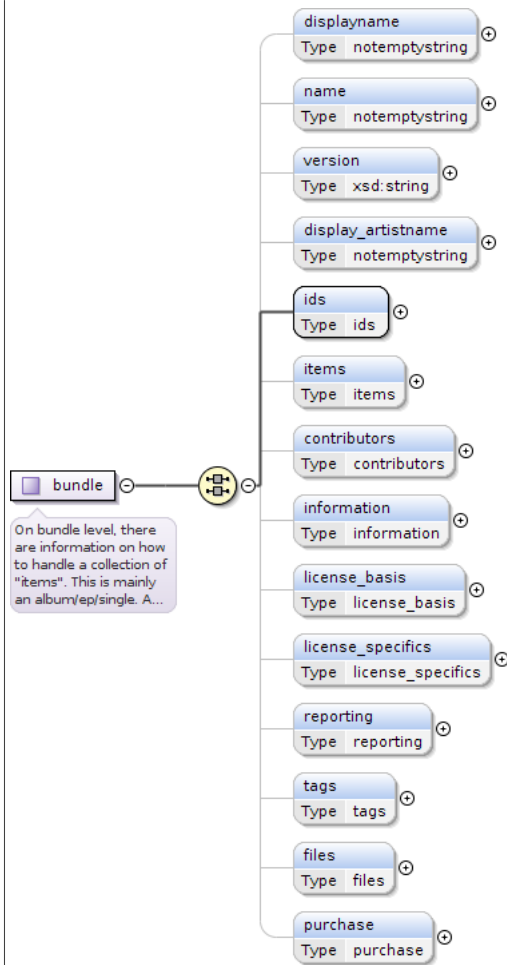 displayname
Type notemptystring
name
Type notemptystring
version
Type xsd:string
display_artistname
Type notemptystring
ids
Type ids
items
Type items
contributors
Type contributors
bundle
On bundle level, there
are information on how
to handle a collection of
"items". This is mainly
an album/ep/single. A...
information
Type information
license_basis
Type license_basis
license_specifics
Type license_specifics
reporting
Type reporting
tags
Type tags
files
Type files
purchase
Type purchase